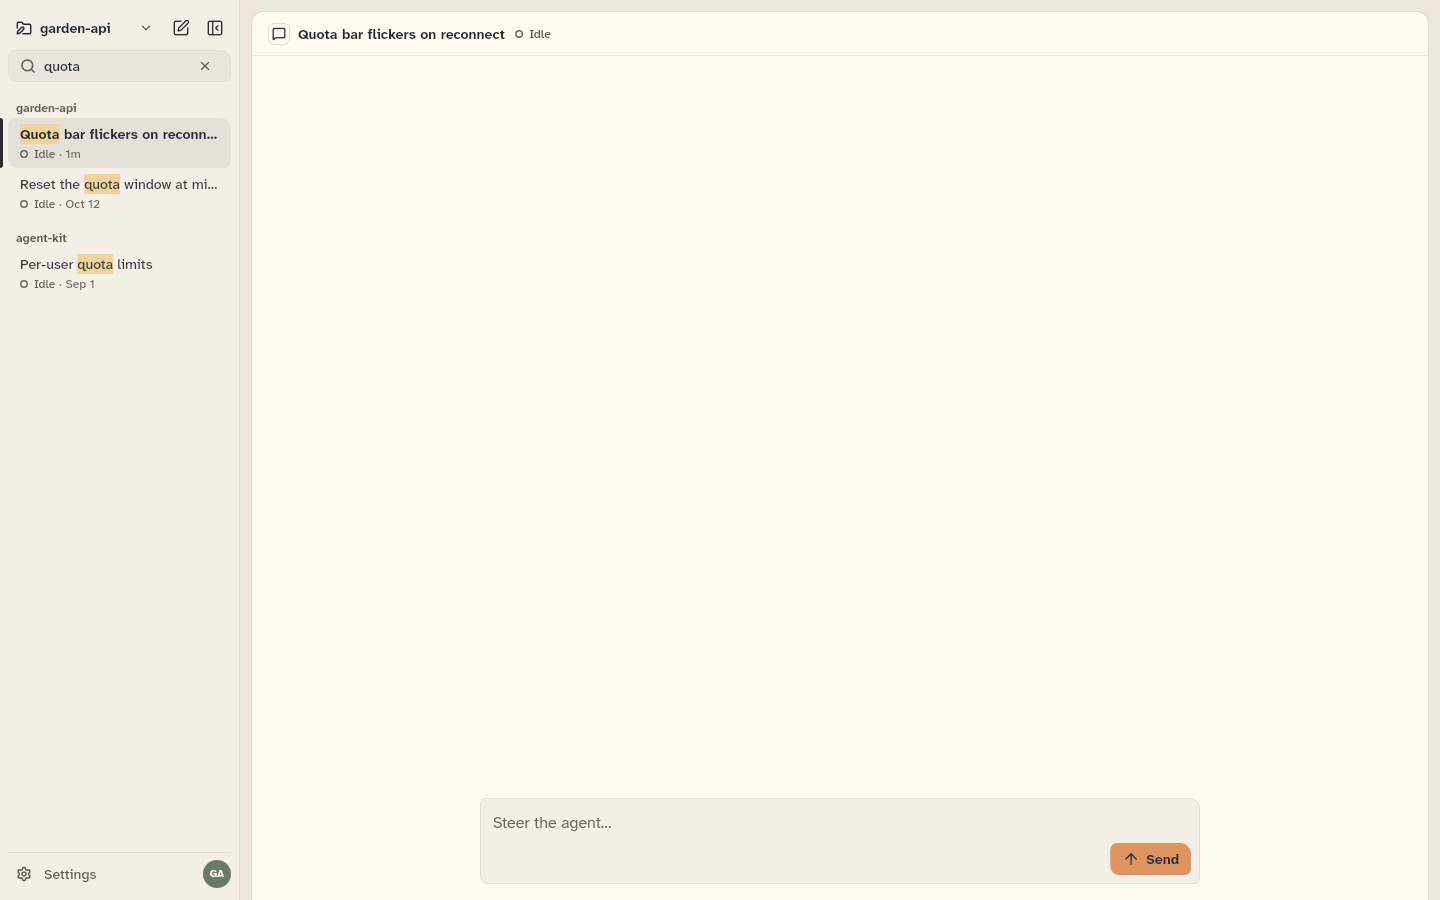 garden-api
quota
garden-api
Quota bar flickers on reconn...
Idle · 1m
Reset the quota window at mi...
Idle · Oct 12
agent-kit
Per-user quota limits
Idle · Sep 1
Settings
GA
Quota bar flickers on reconnect
Idle
Steer the agent...
Send